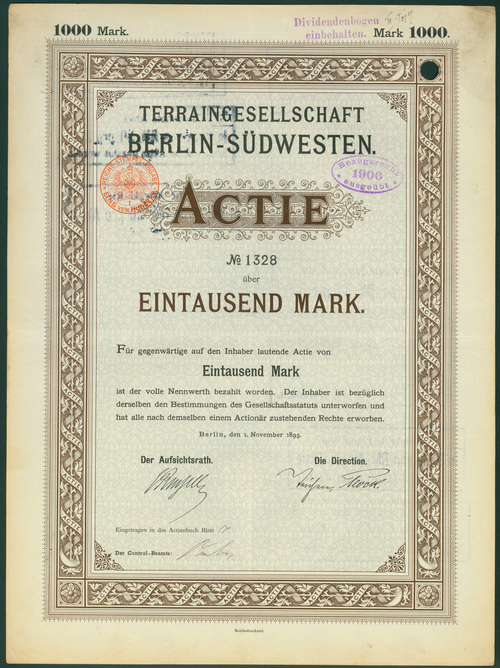 Dividendenbogen
einbehalten.
1000 Mark.
Mark 1000.
TERRAINGESELLSCHAFT
BERLIN-SÜDWESTEN.
Bezugsrecht
1906
ausgeübt
ACTIE
№ 1328
über
EINTAUSEND MARK.
Für gegenwärtige auf den Inhaber lautende Actie von
Eintausend Mark
ist der volle Nennwerth bezahlt worden. Der Inhaber ist bezüglich
derselben den Bestimmungen des Gesellschaftsstatuts unterworfen und
hat alle nach demselben einem Actionär zustehenden Rechte erworben.
Berlin, den 1. November 1895.
Der Aufsichtsrath.
Die Direction.
Eingetragen in das Actienbuch Blatt
Der Control-Beamte:
Reichsdruckerei.